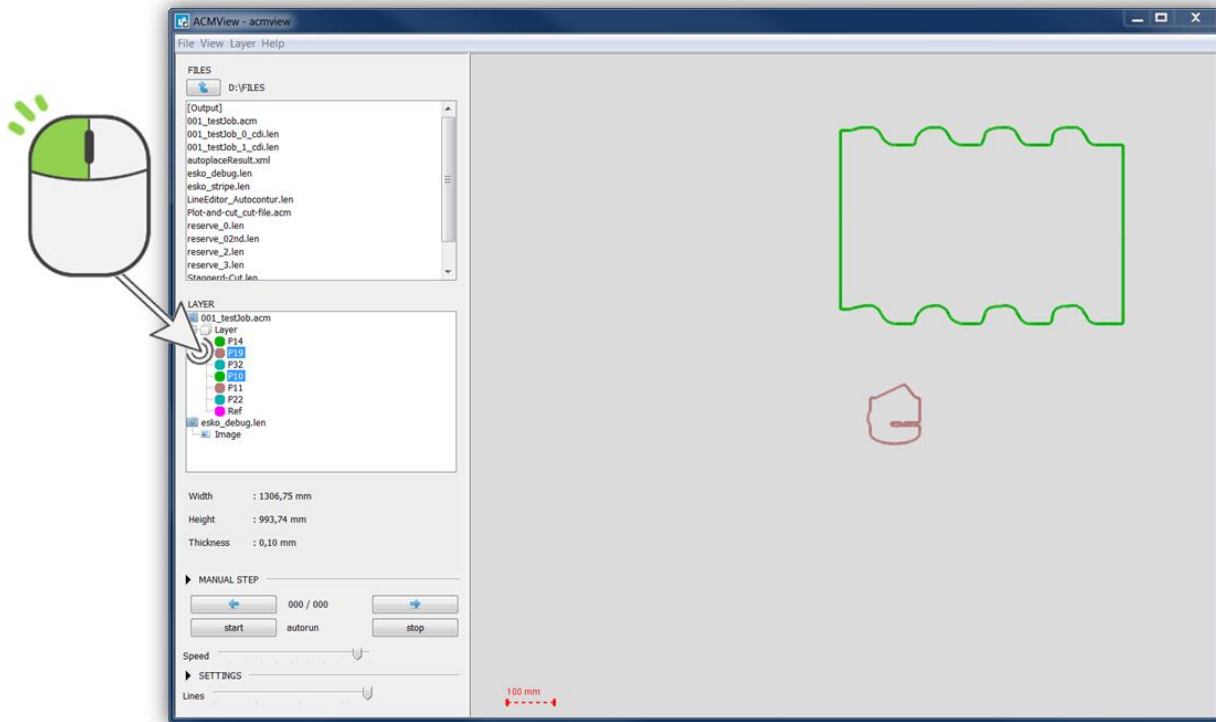 ACMView - acmview
File View Layer Help
FILES
D:\FILES
[Output]
001_testJob.acm
001_testJob_0_cdi.len
001_testJob_1_cdi.len
autoplaceResult.xml
esko_debug.len
esko_stripe.len
LineEditor_Autocontur.len
Plot-and-cut_cut-file.acm
reserve_0.len
reserve_02nd.len
reserve_2.len
reserve_3.len
Staggerd-Cut.len
LAYER
001_testJob.acm
Layer
P14
P19
P32
P10
P11
P22
Ref
esko_debug.len
Image
Width : 1306,75 mm
Height : 993,74 mm
Thickness : 0,10 mm
MANUAL STEP
000 / 000
start autorun stop
Speed
SETTINGS
Lines
100 mm